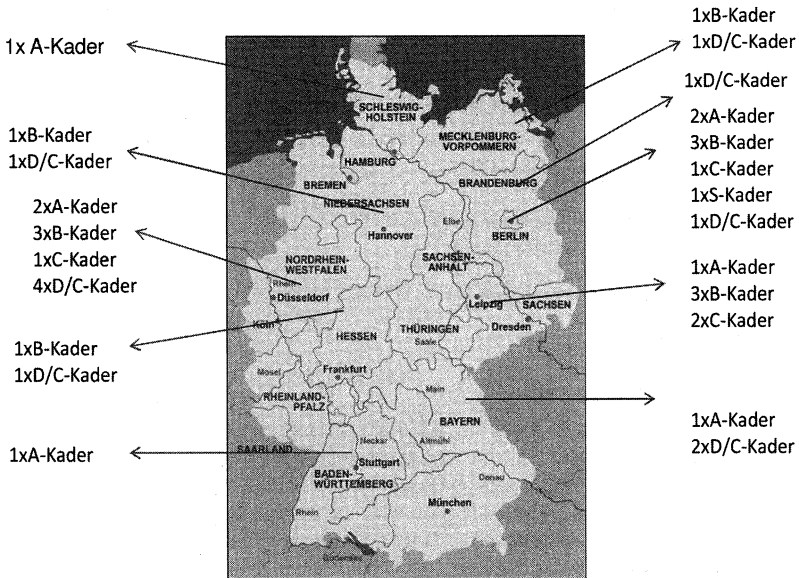 1x A-Kader
1xB-Kader
1xD/C-Kader
2xA-Kader
3xB-Kader
1xC-Kader
4xD/C-Kader
1xB-Kader
1xD/C-Kader
1xA-Kader
SCHLESWIG-
HOLSTEIN
MECKLENBURG-
VORPOMMERN
HAMBURG
BREMEN
BRANDENBURG
NIEDERSACHSEN
Elbe
Hannover
BERLIN
NORDRHEIN-
WESTFALEN
SACHSEN-
ANHALT
Rhein
Düsseldorf
Leipzig
SACHSEN
Köln
HESSEN
THÜRINGEN
Dresden
Saale
Mosel
Frankfurt
Main
RHEINLAND-
PFALZ
BAYERN
SAARLAND
Neckar
Altmühl
Stuttgart
BADEN-
WÜRTTEMBERG
Donau
München
Rhein
Bodensee
1xB-Kader
1xD/C-Kader
1xD/C-Kader
2xA-Kader
3xB-Kader
1xC-Kader
1xS-Kader
1xD/C-Kader
1xA-Kader
3xB-Kader
2xC-Kader
1xA-Kader
2xD/C-Kader